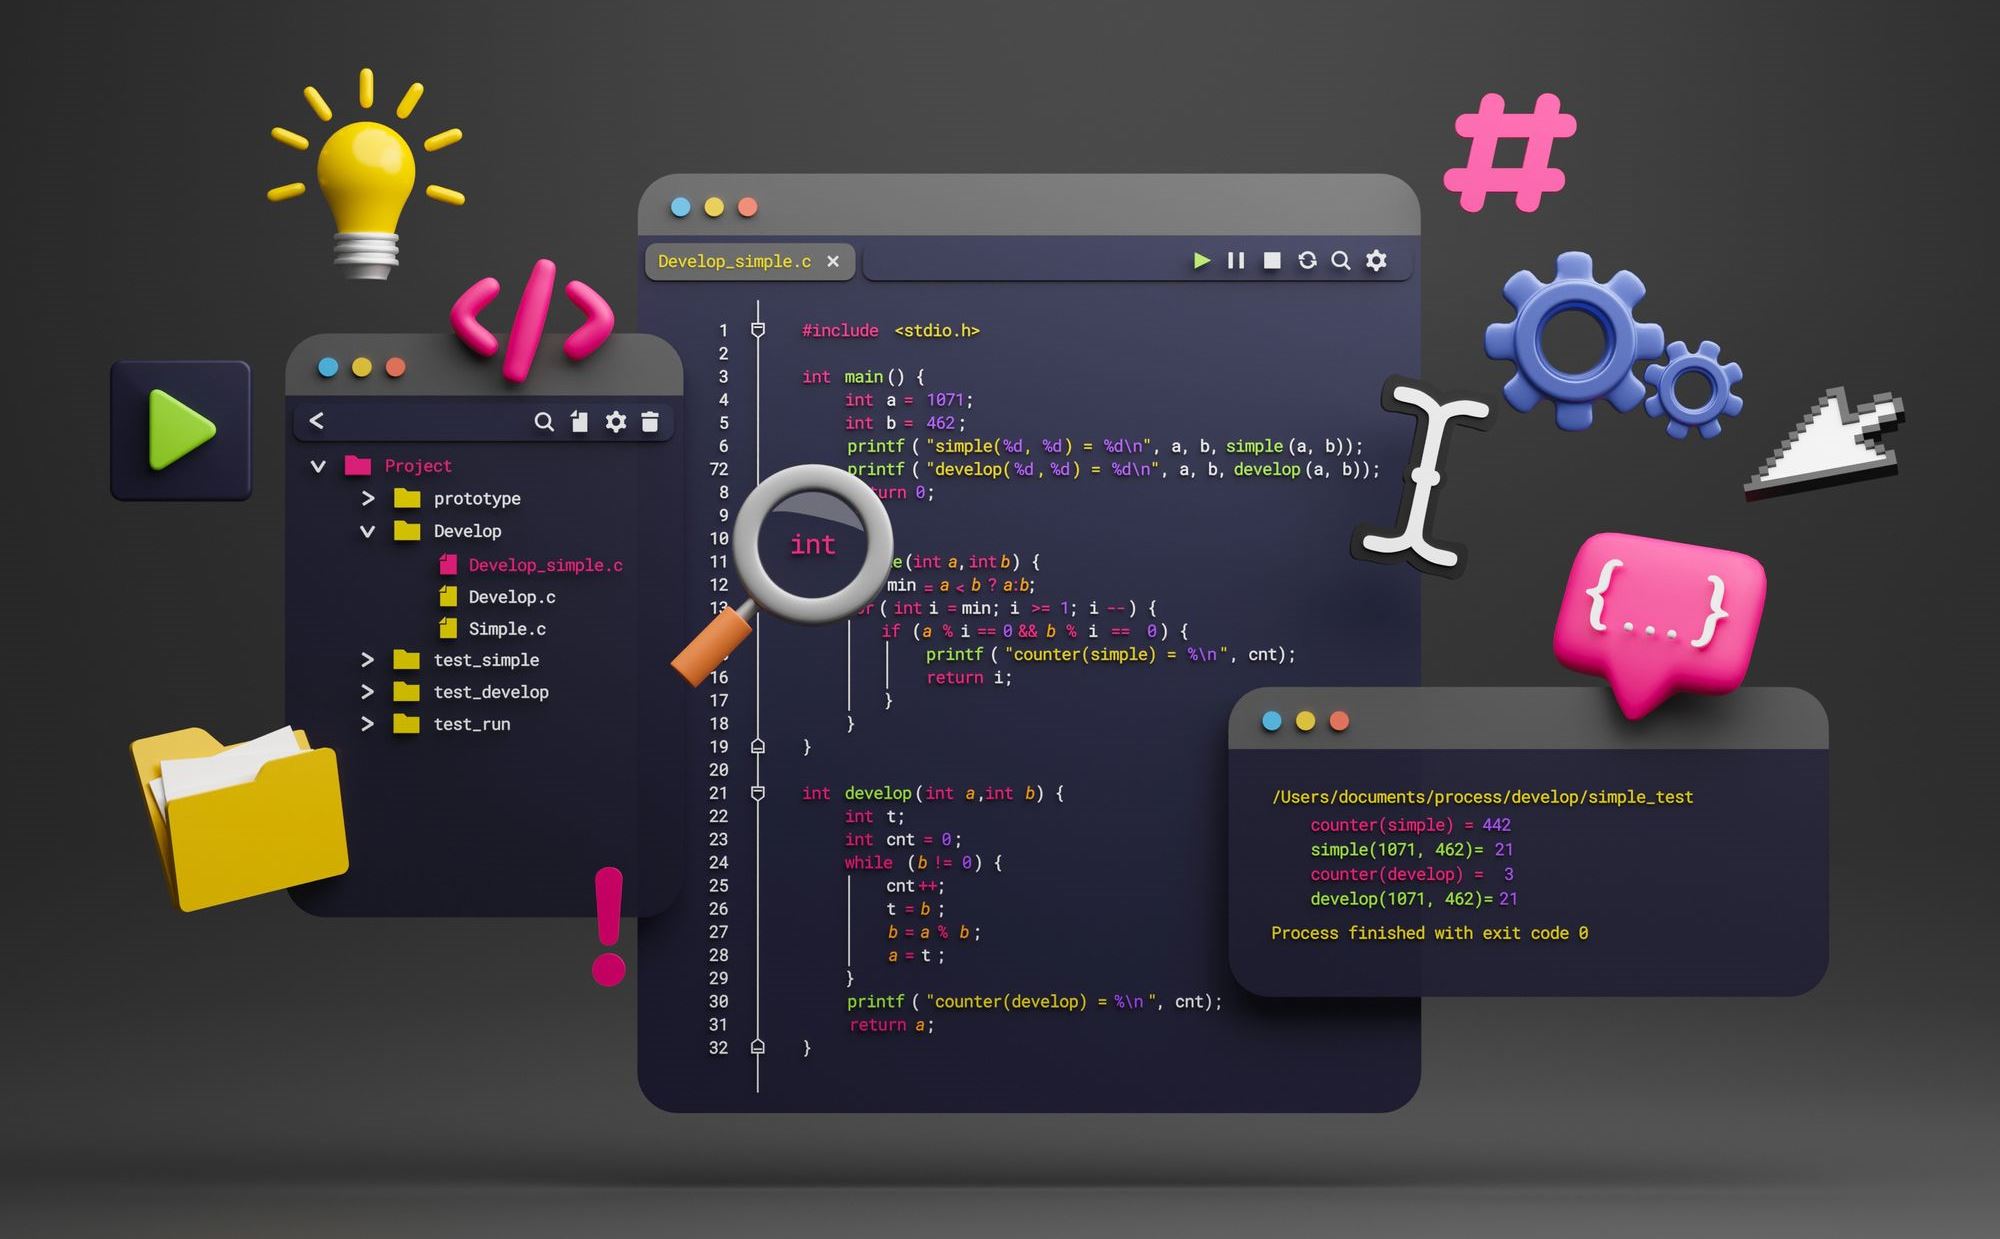 #
</>
Develop_simple.c ×
<
Project
prototype
Develop
Develop_simple.c
Develop.c
Simple.c
test_simple
test_develop
test_run
!
1 #include <stdio.h>
2
3 int main() {
4 int a = 1071;
5 int b = 462;
6 printf ("simple(%d, %d) = %d\n", a, b, simple(a, b));
72 printf ("develop(%d,%d) = %d\n", a, b, develop(a, b));
8 turn 0;
9
10
int
11 e(int a,int b) {
12 min = a < b ? a:b;
13 r( int i =min; i >= 1; i --) {
if (a % i == 0 && b % i == 0) {
printf ("counter(simple) = %\n", cnt);
16 return i;
17 }
18 }
19 }
20
21 int develop(int a,int b) {
22 int t;
23 int cnt = 0;
24 while (b != 0) {
25 cnt++;
26 t = b ;
27 b = a % b ;
28 a = t ;
29 }
30 printf ("counter(develop) = %\n ", cnt);
31 return a;
32 }
{...}
/Users/documents/process/develop/simple_test
counter(simple) = 442
simple(1071, 462)= 21
counter(develop) = 3
develop(1071, 462)= 21
Process finished with exit code 0